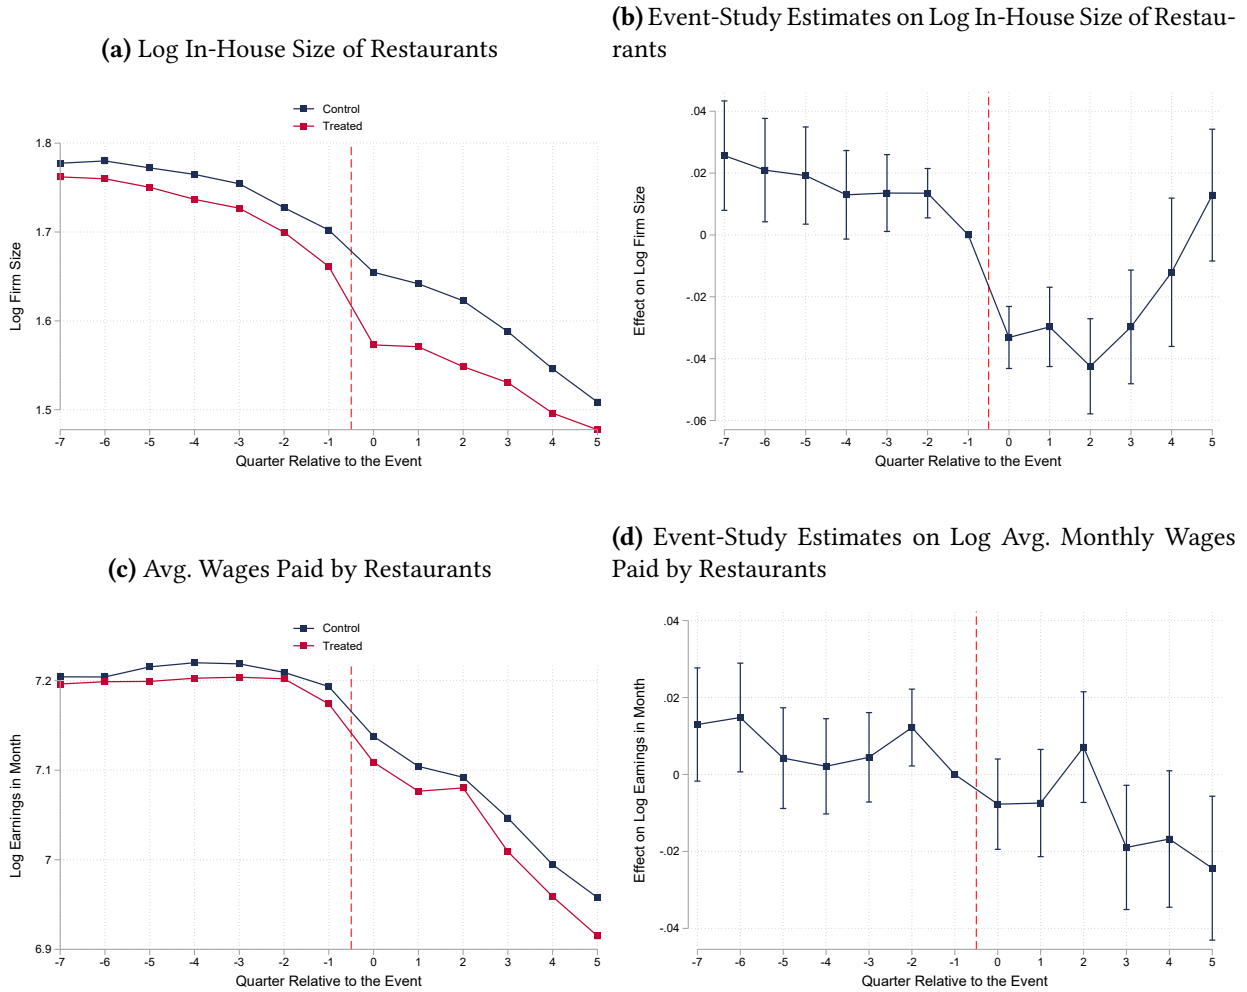 (a) Log In-House Size of Restaurants
Control
Treated
1.8
1.7
1.6
1.5
Log Firm Size
-7 -6 -5 -4 -3 -2 -1 0 1 2 3 4 5
Quarter Relative to the Event
(b) Event-Study Estimates on Log In-House Size of Restau-
rants
.04
.02
0
-.02
-.04
-.06
Effect on Log Firm Size
-7 -6 -5 -4 -3 -2 -1 0 1 2 3 4 5
Quarter Relative to the Event
(c) Avg. Wages Paid by Restaurants
Control
Treated
7.2
7.1
7
6.9
Log Earnings in Month
-7 -6 -5 -4 -3 -2 -1 0 1 2 3 4 5
Quarter Relative to the Event
(d) Event-Study Estimates on Log Avg. Monthly Wages
Paid by Restaurants
.04
.02
0
-.02
-.04
Effect on Log Earnings in Month
-7 -6 -5 -4 -3 -2 -1 0 1 2 3 4 5
Quarter Relative to the Event